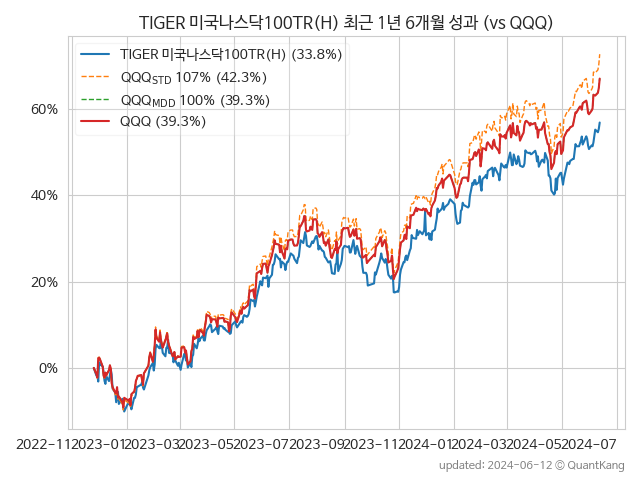 TIGER 미국나스닥100TR(H) 최근 1년 6개월 성과 (vs QQQ)
TIGER 미국나스닥100TR(H) (33.8%)
QQQSTD 107% (42.3%)
QQQMDD 100% (39.3%)
QQQ (39.3%)
60%
40%
20%
0%
2022-11 2023-01 2023-03 2023-05 2023-07 2023-09 2023-11 2024-01 2024-03 2024-05 2024-07
updated: 2024-06-12 © QuantKang